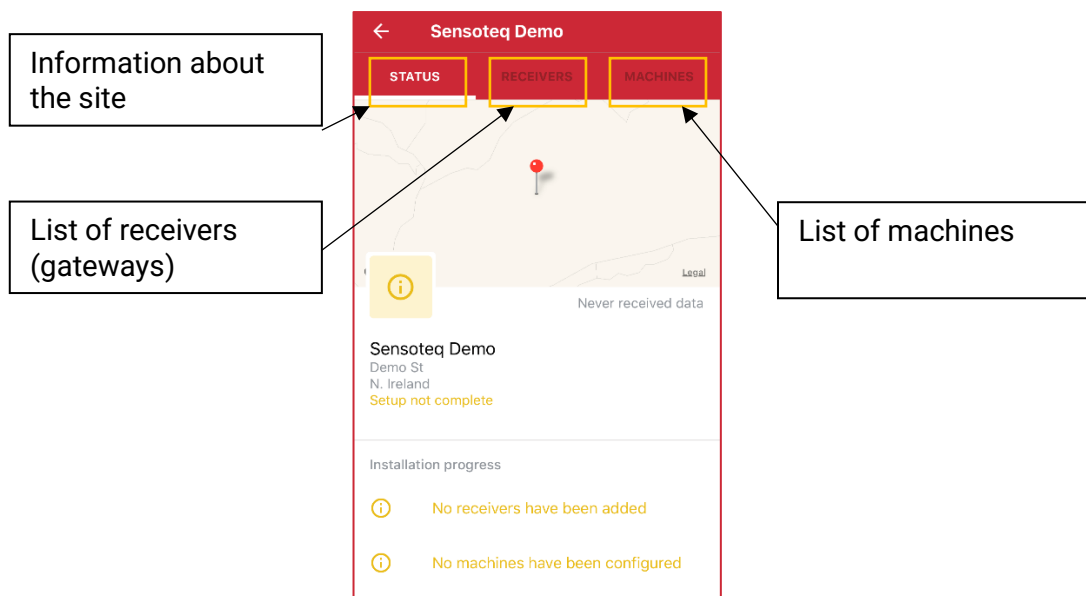 Sensoteq Demo
STATUS
RECEIVERS
MACHINES
Information about
the site
List of receivers
(gateways)
List of machines
Legal
Never received data
Sensoteq Demo
Demo St
N. Ireland
Setup not complete
Installation progress
No receivers have been added
No machines have been configured